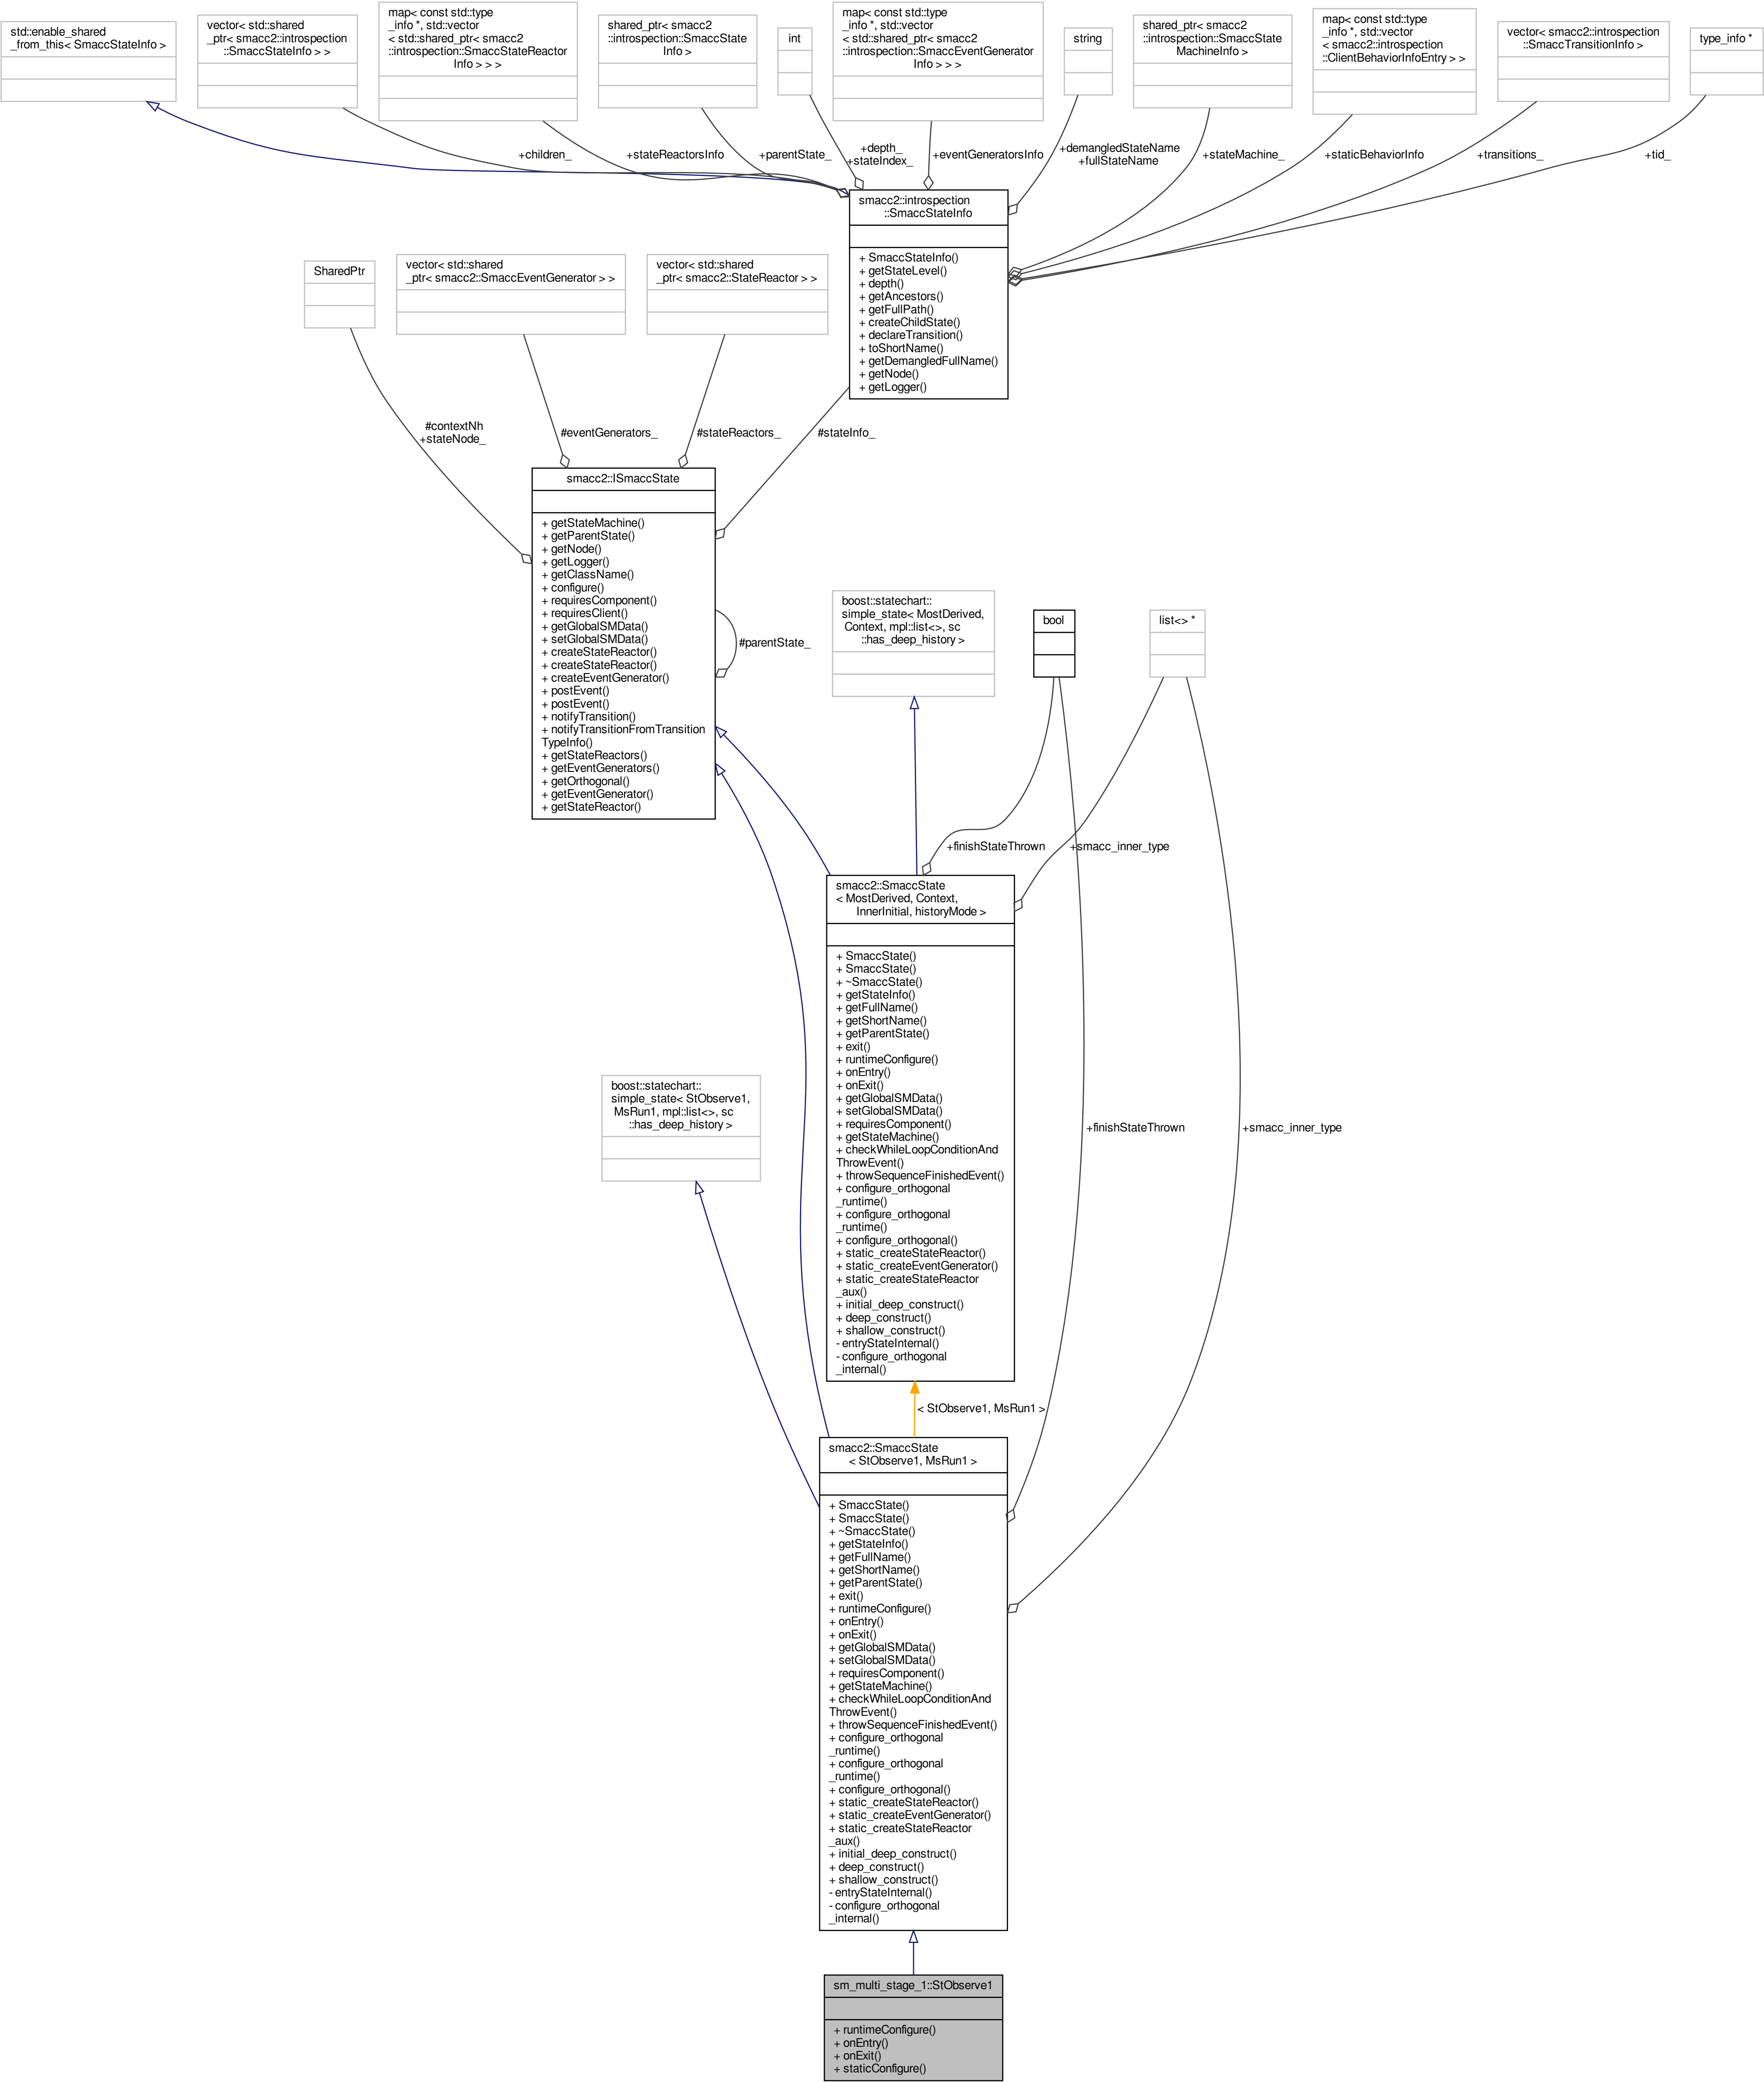 std::enable_shared
_from_this< SmaccStateInfo >
vector< std::shared
_ptr< smacc2::introspection
::SmaccStateInfo > >
map< const std::type
_info *, std::vector
< std::shared_ptr< smacc2
::introspection::SmaccStateReactor
Info > > >
shared_ptr< smacc2
::introspection::SmaccState
Info >
int
map< const std::type
_info *, std::vector
< std::shared_ptr< smacc2
::introspection::SmaccEventGenerator
Info > > >
string
shared_ptr< smacc2
::introspection::SmaccState
MachineInfo >
map< const std::type
_info *, std::vector
< smacc2::introspection
::ClientBehaviorInfoEntry > >
vector< smacc2::introspection
::SmaccTransitionInfo >
type_info *
+children_
+stateReactorsInfo
+parentState_
+depth_
+stateIndex_
+eventGeneratorsInfo
+demangledStateName
+fullStateName
+stateMachine_
+staticBehaviorInfo
+transitions_
+tid_
smacc2::introspection
::SmaccStateInfo
+ SmaccStateInfo()
+ getStateLevel()
+ depth()
+ getAncestors()
+ getFullPath()
+ createChildState()
+ declareTransition()
+ toShortName()
+ getDemangledFullName()
+ getNode()
+ getLogger()
SharedPtr
vector< std::shared
_ptr< smacc2::SmaccEventGenerator > >
vector< std::shared
_ptr< smacc2::StateReactor > >
#contextNh
+stateNode_
#eventGenerators_
#stateReactors_
#stateInfo_
smacc2::ISmaccState
+ getStateMachine()
+ getParentState()
+ getNode()
+ getLogger()
+ getClassName()
+ configure()
+ requiresComponent()
+ requiresClient()
+ getGlobalSMData()
+ setGlobalSMData()
+ createStateReactor()
+ createStateReactor()
+ createEventGenerator()
+ postEvent()
+ postEvent()
+ notifyTransition()
+ notifyTransitionFromTransition
TypeInfo()
+ getStateReactors()
+ getEventGenerators()
+ getOrthogonal()
+ getEventGenerator()
+ getStateReactor()
#parentState_
boost::statechart::
simple_state< MostDerived,
Context, mpl::list<>, sc
::has_deep_history >
bool
list<> *
+finishStateThrown
+smacc_inner_type
smacc2::SmaccState
< MostDerived, Context,
InnerInitial, historyMode >
+ SmaccState()
+ SmaccState()
+ ~SmaccState()
+ getStateInfo()
+ getFullName()
+ getShortName()
+ getParentState()
+ exit()
+ runtimeConfigure()
+ onEntry()
+ onExit()
+ getGlobalSMData()
+ setGlobalSMData()
+ requiresComponent()
+ getStateMachine()
+ checkWhileLoopConditionAnd
ThrowEvent()
+ throwSequenceFinishedEvent()
+ configure_orthogonal
_runtime()
+ configure_orthogonal
_runtime()
+ configure_orthogonal()
+ static_createStateReactor()
+ static_createEventGenerator()
+ static_createStateReactor
_aux()
+ initial_deep_construct()
+ deep_construct()
+ shallow_construct()
- entryStateInternal()
- configure_orthogonal
_internal()
boost::statechart::
simple_state< StObserve1,
MsRun1, mpl::list<>, sc
::has_deep_history >
+finishStateThrown
+smacc_inner_type
< StObserve1, MsRun1 >
smacc2::SmaccState
< StObserve1, MsRun1 >
+ SmaccState()
+ SmaccState()
+ ~SmaccState()
+ getStateInfo()
+ getFullName()
+ getShortName()
+ getParentState()
+ exit()
+ runtimeConfigure()
+ onEntry()
+ onExit()
+ getGlobalSMData()
+ setGlobalSMData()
+ requiresComponent()
+ getStateMachine()
+ checkWhileLoopConditionAnd
ThrowEvent()
+ throwSequenceFinishedEvent()
+ configure_orthogonal
_runtime()
+ configure_orthogonal
_runtime()
+ configure_orthogonal()
+ static_createStateReactor()
+ static_createEventGenerator()
+ static_createStateReactor
_aux()
+ initial_deep_construct()
+ deep_construct()
+ shallow_construct()
- entryStateInternal()
- configure_orthogonal
_internal()
sm_multi_stage_1::StObserve1
+ runtimeConfigure()
+ onEntry()
+ onExit()
+ staticConfigure()